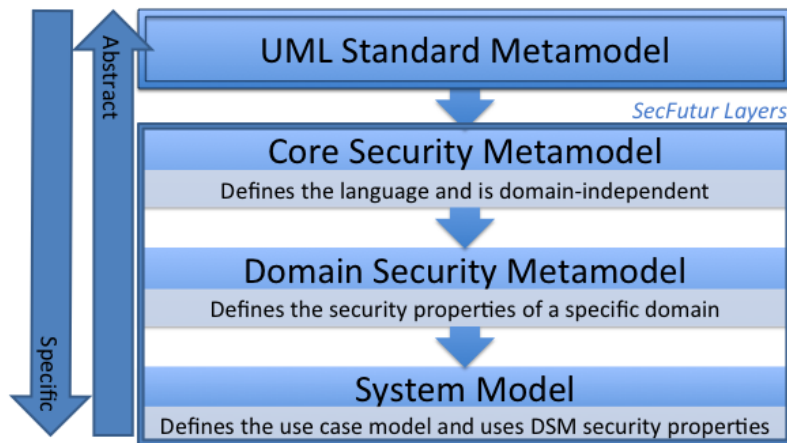 Abstract
UML Standard Metamodel
SecFutur Layers
Core Security Metamodel
Defines the language and is domain-independent
Domain Security Metamodel
Defines the security properties of a specific domain
Specific
System Model
Defines the use case model and uses DSM security properties